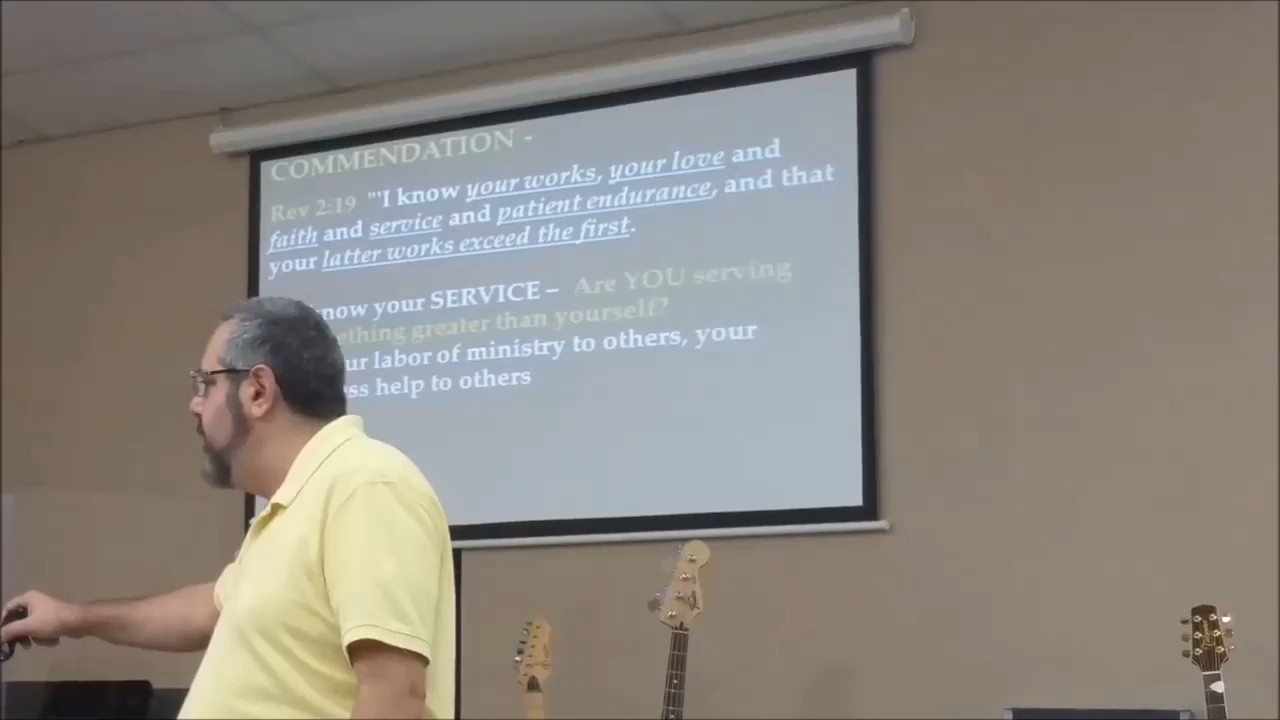 COMMENDATION -
Rev 2:19 "'I know your works, your love and
faith and service and patient endurance, and that
your latter works exceed the first.
now your SERVICE – Are YOU serving
ething greater than yourself?
ur labor of ministry to others, your
ss help to others